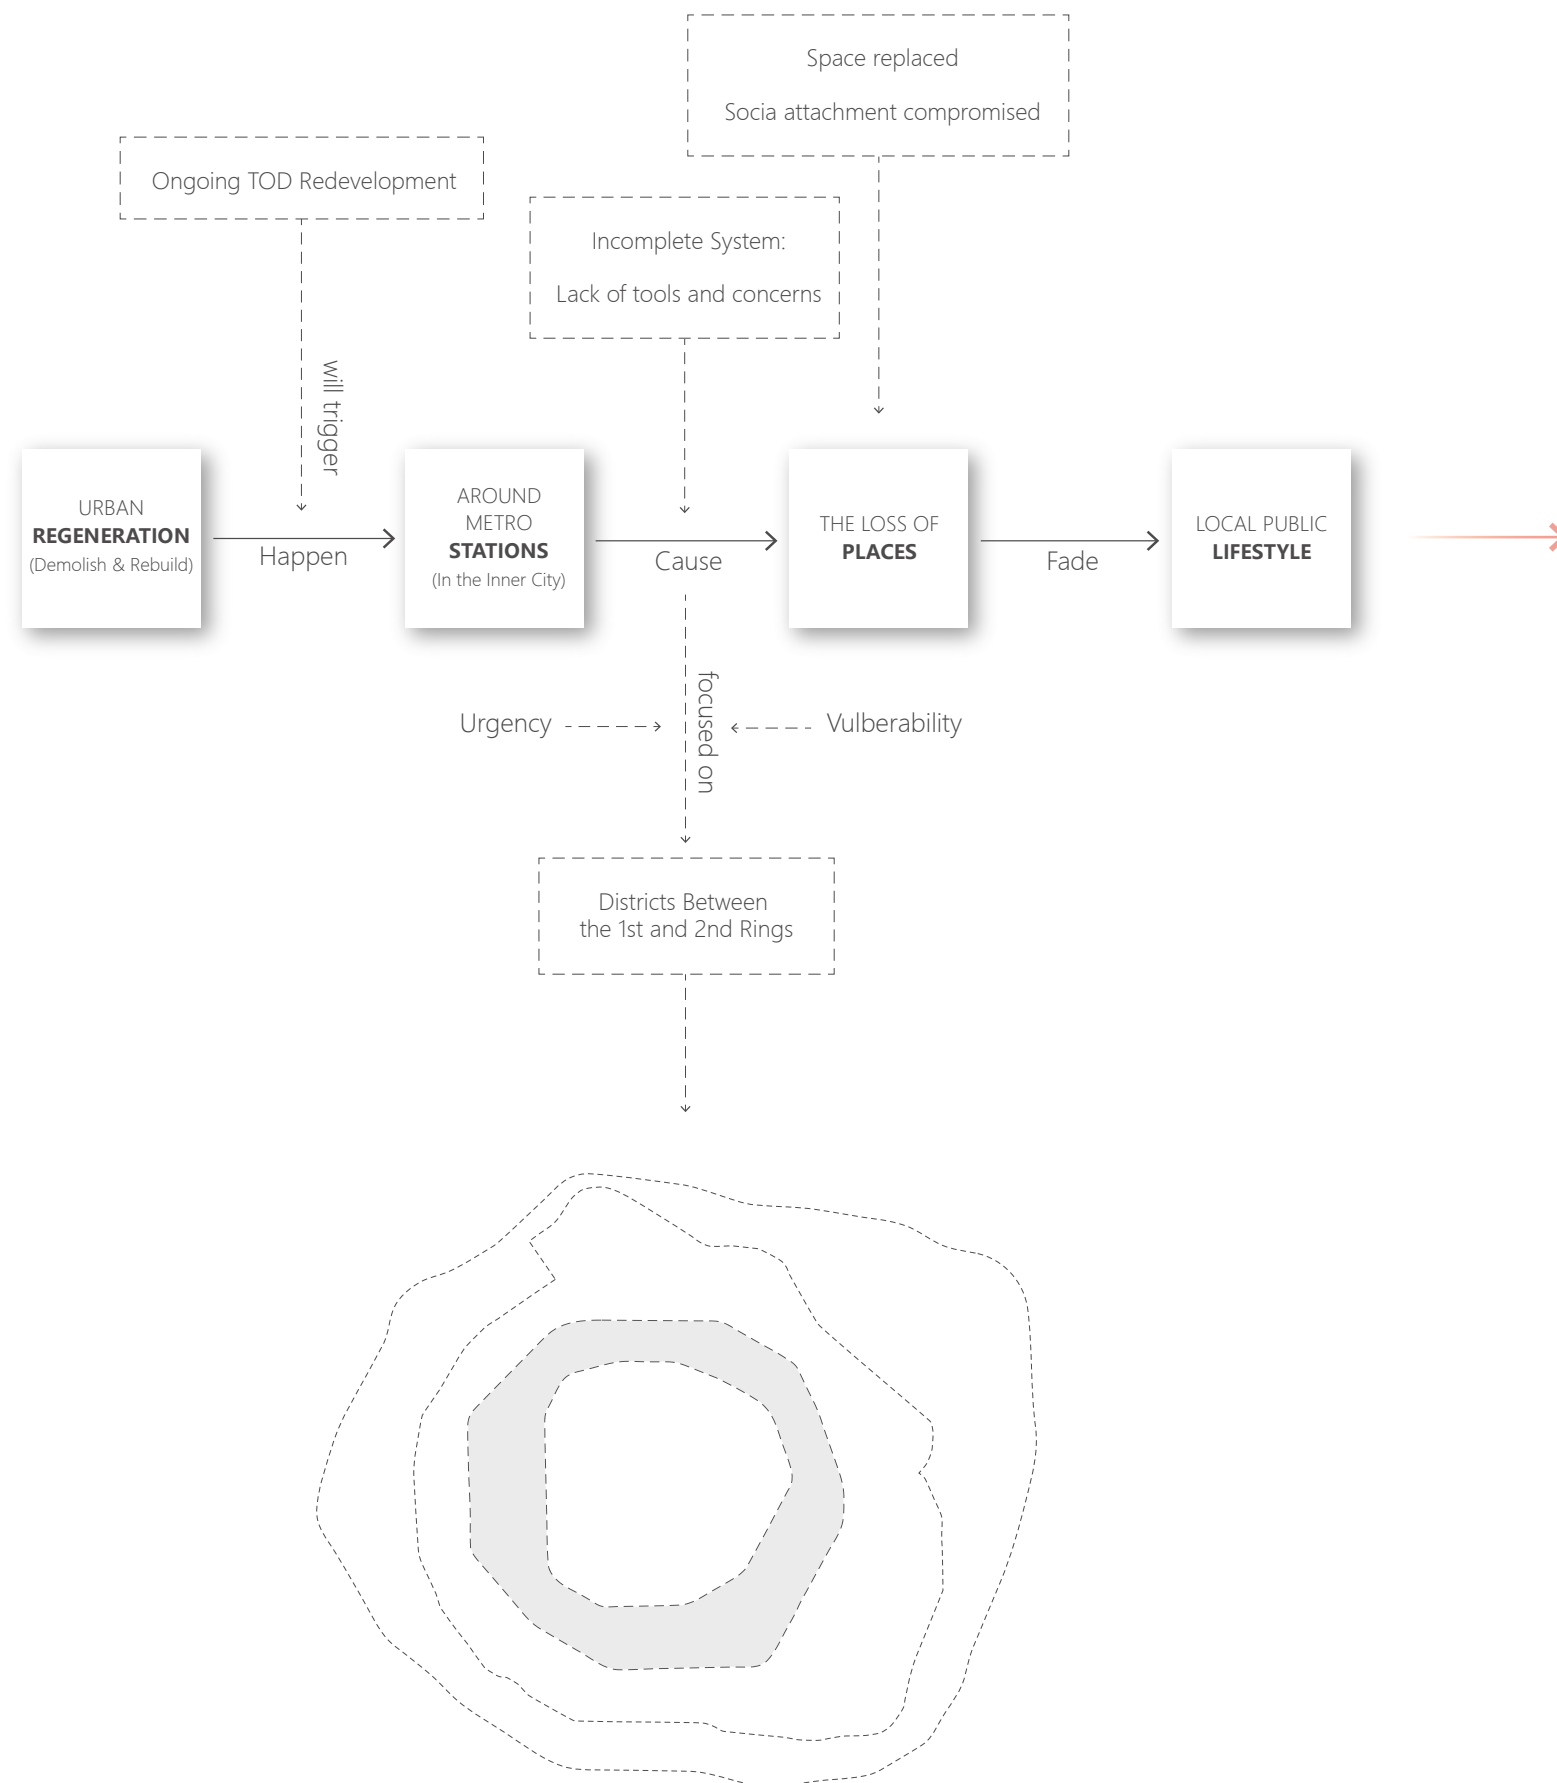 Space replaced
Socia attachment compromised
Ongoing TOD Redevelopment
Incomplete System:
Lack of tools and concerns
will trigger
URBAN
REGENERATION
(Demolish & Rebuild)
Happen
AROUND
METRO
STATIONS
(In the Inner City)
Cause
THE LOSS OF
PLACES
Fade
LOCAL PUBLIC
LIFESTYLE
Urgency
focused on
Vulberability
Districts Between
the 1st and 2nd Rings